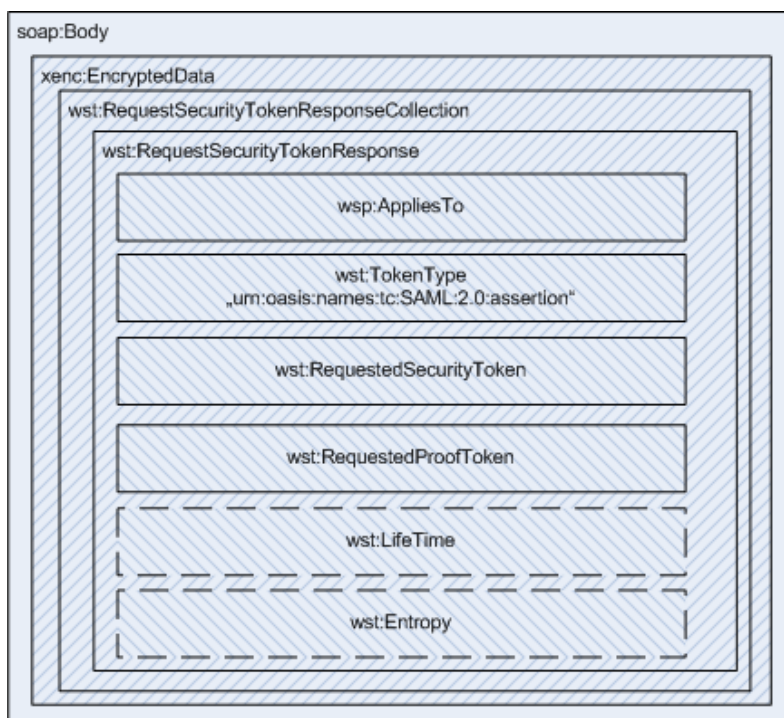 soap:Body
xenc:EncryptedData
wst:RequestSecurityTokenResponseCollection
wst:RequestSecurityTokenResponse
wsp:AppliesTo
wst:TokenType
„urn:oasis:names:tc:SAML:2.0:assertion“
wst:RequestedSecurityToken
wst:RequestedProofToken
wst:LifeTime
wst:Entropy